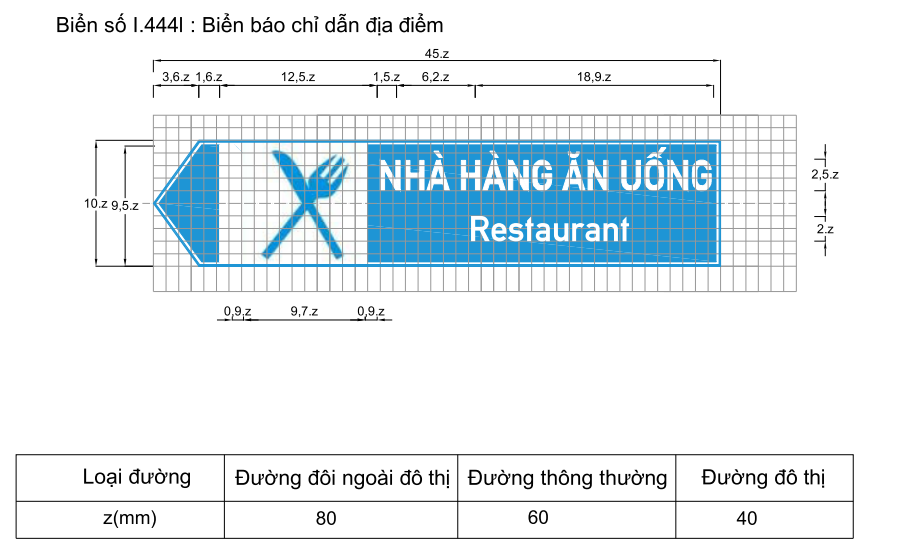 Biển số I.444l : Biển báo chỉ dẫn địa điểm
45.z
3,6.z 1,6.z 12,5.z 1,5.z 6,2.z 18,9.z
NHÀ HÀNG ĂN UỐNG
2,5.z
10.z 9,5.z
Restaurant
2.z
0,9.z 9,7.z 0,9.z
Loại đường Đường đôi ngoài đô thị Đường thông thường Đường đô thị
z(mm) 80 60 40